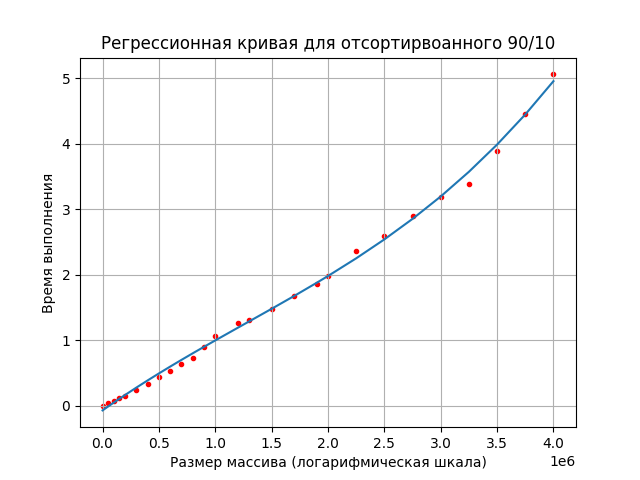 Регрессионная кривая для отсортирвоанного 90/10
5
4
3
2
1
0
Время выполнения
0.0 0.5 1.0 1.5 2.0 2.5 3.0 3.5 4.0
1e6
Размер массива (логарифмическая шкала)